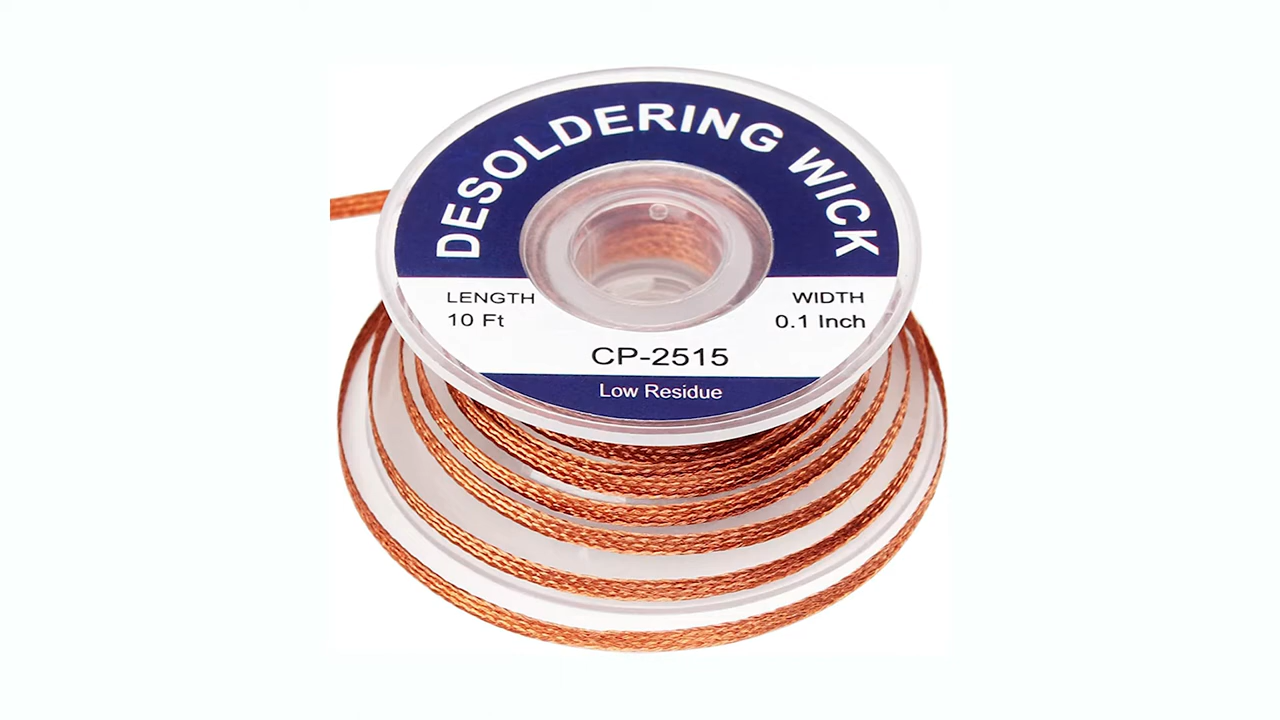 DESOLDERING WICK
LENGTH
10 Ft
WIDTH
0.1 Inch
CP-2515
Low Residue